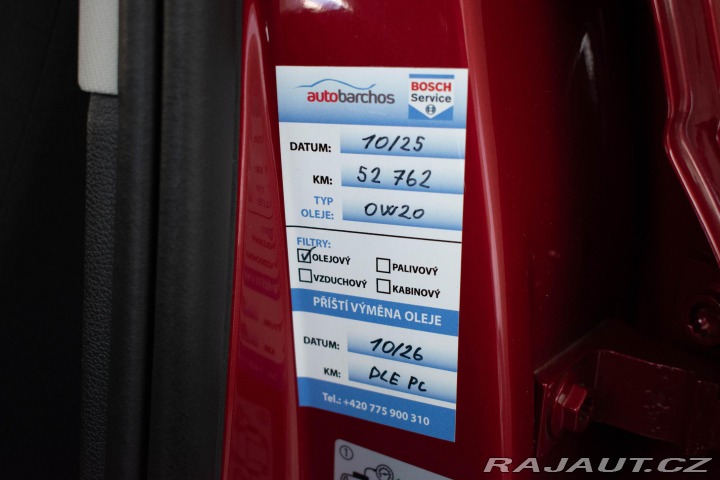 autobarchos
BOSCH
Service
DATUM: 10/25
KM: 52 762
TYP
OLEJE: 0W20
FILTRY:
OLEJOVÝ PALIVOVÝ
VZDUCHOVÝ KABINOVÝ
PŘÍŠTÍ VÝMĚNA OLEJE
DATUM: 10/26
KM: DLE PC
Tel.: +420 775 900 310
1
RAJAUT.CZ